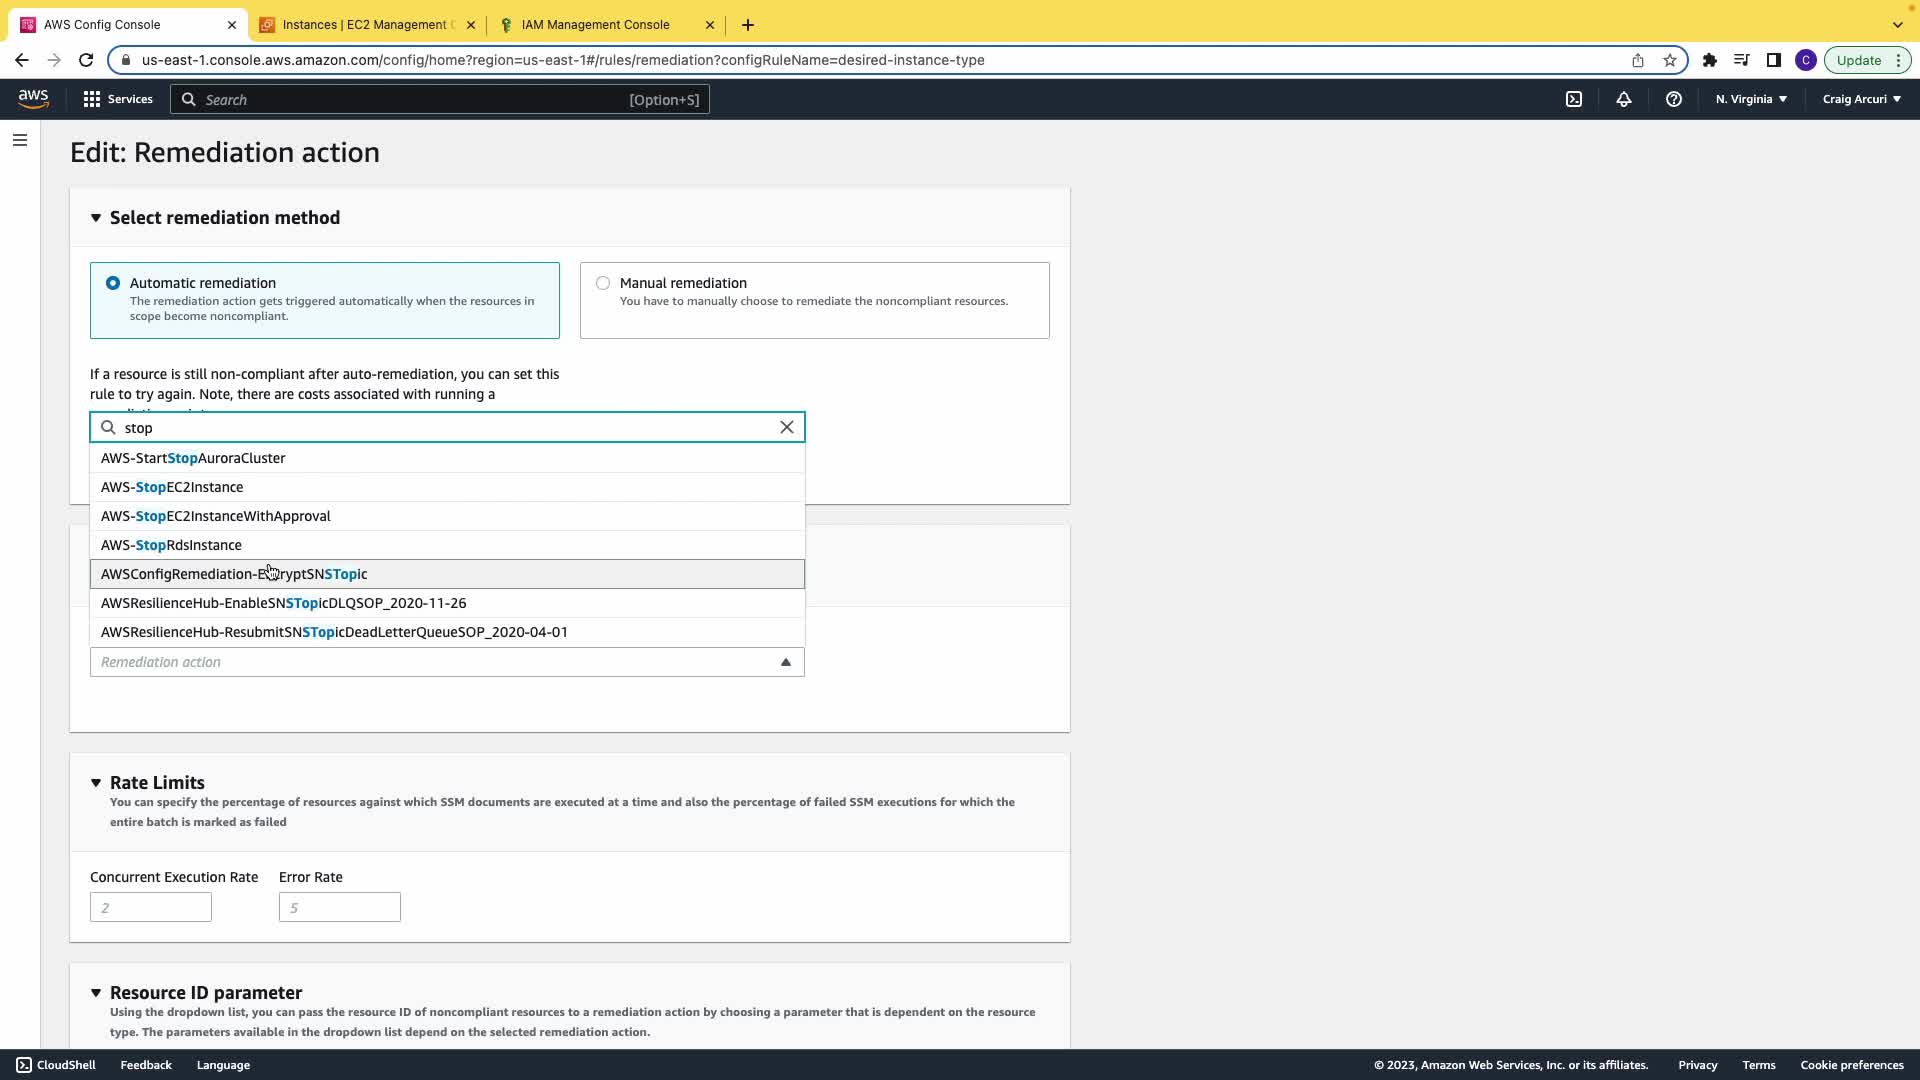 AWS Config Console
Instances | EC2 Management C
IAM Management Console
us-east-1.console.aws.amazon.com/config/home?region=us-east-1#/rules/remediation?configRuleName=desired-instance-type
C
Update
aws
Services
Search
[Option+S]
N. Virginia
Craig Arcuri
Edit: Remediation action
Select remediation method
Automatic remediation
The remediation action gets triggered automatically when the resources in
scope become noncompliant.
Manual remediation
You have to manually choose to remediate the noncompliant resources.
If a resource is still non-compliant after auto-remediation, you can set this
rule to try again. Note, there are costs associated with running a
stop
AWS-StartStopAuroraCluster
AWS-StopEC2Instance
AWS-StopEC2InstanceWithApproval
AWS-StopRdsInstance
AWSConfigRemediation-EncryptSNSTopic
AWSResilienceHub-EnableSNSTopicDLQSOP_2020-11-26
AWSResilienceHub-ResubmitSNSTopicDeadLetterQueueSOP_2020-04-01
Remediation action
Rate Limits
You can specify the percentage of resources against which SSM documents are executed at a time and also the percentage of failed SSM executions for which the
entire batch is marked as failed
Concurrent Execution Rate
Error Rate
2
5
Resource ID parameter
Using the dropdown list, you can pass the resource ID of noncompliant resources to a remediation action by choosing a parameter that is dependent on the resource
type. The parameters available in the dropdown list depend on the selected remediation action.
CloudShell
Feedback
Language
© 2023, Amazon Web Services, Inc. or its affiliates.
Privacy
Terms
Cookie preferences